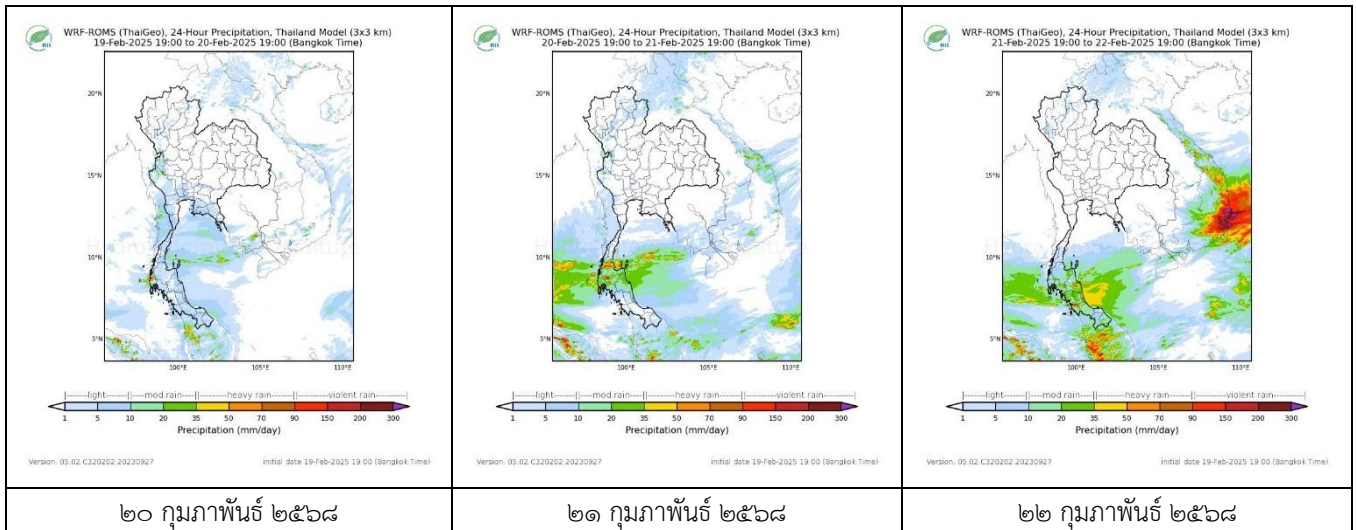 WRF-ROMS (ThaiGeo), 24-Hour Precipitation, Thailand Model (3x3 km)
19-Feb-2025 19:00 to 20-Feb-2025 19:00 (Bangkok Time)
20°N
15°N
10°N
5°N
100°E 105°E 110°E
light mod rain heavy rain violent rain
1 5 10 20 35 50 70 90 150 200 300
Precipitation (mm/day)
Version: 05.02.C320202.20230927 initial date 19-Feb-2025 19:00 (Bangkok Time)
๒๐ กุมภาพันธ์ ๒๕๖๘
WRF-ROMS (ThaiGeo), 24-Hour Precipitation, Thailand Model (3x3 km)
20-Feb-2025 19:00 to 21-Feb-2025 19:00 (Bangkok Time)
20°N
15°N
10°N
5°N
100°E 105°E 110°E
light mod rain heavy rain violent rain
1 5 10 20 35 50 70 90 150 200 300
Precipitation (mm/day)
Version: 05.02.C320202.20230927 initial date 19-Feb-2025 19:00 (Bangkok Time)
๒๑ กุมภาพันธ์ ๒๕๖๘
WRF-ROMS (ThaiGeo), 24-Hour Precipitation, Thailand Model (3x3 km)
21-Feb-2025 19:00 to 22-Feb-2025 19:00 (Bangkok Time)
20°N
15°N
10°N
5°N
100°E 105°E 110°E
light mod rain heavy rain violent rain
1 5 10 20 35 50 70 90 150 200 300
Precipitation (mm/day)
Version: 05.02.C320202.20230927 initial date 19-Feb-2025 19:00 (Bangkok Time)
๒๒ กุมภาพันธ์ ๒๕๖๘